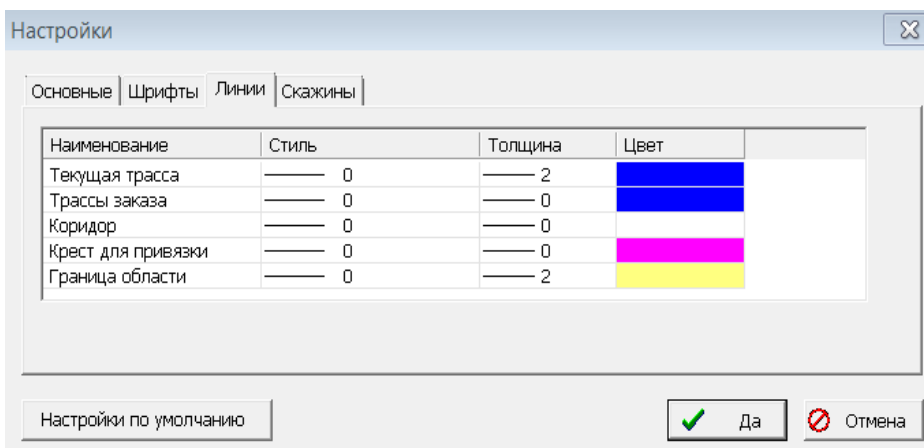 Настройки
Основные Шрифты Линии Скажины
Наименование Стиль Толщина Цвет
Текущая трасса 0 2
Трассы заказа 0 0
Коридор 0 0
Крест для привязки 0 0
Граница области 0 2
Настройки по умолчанию Да Отмена